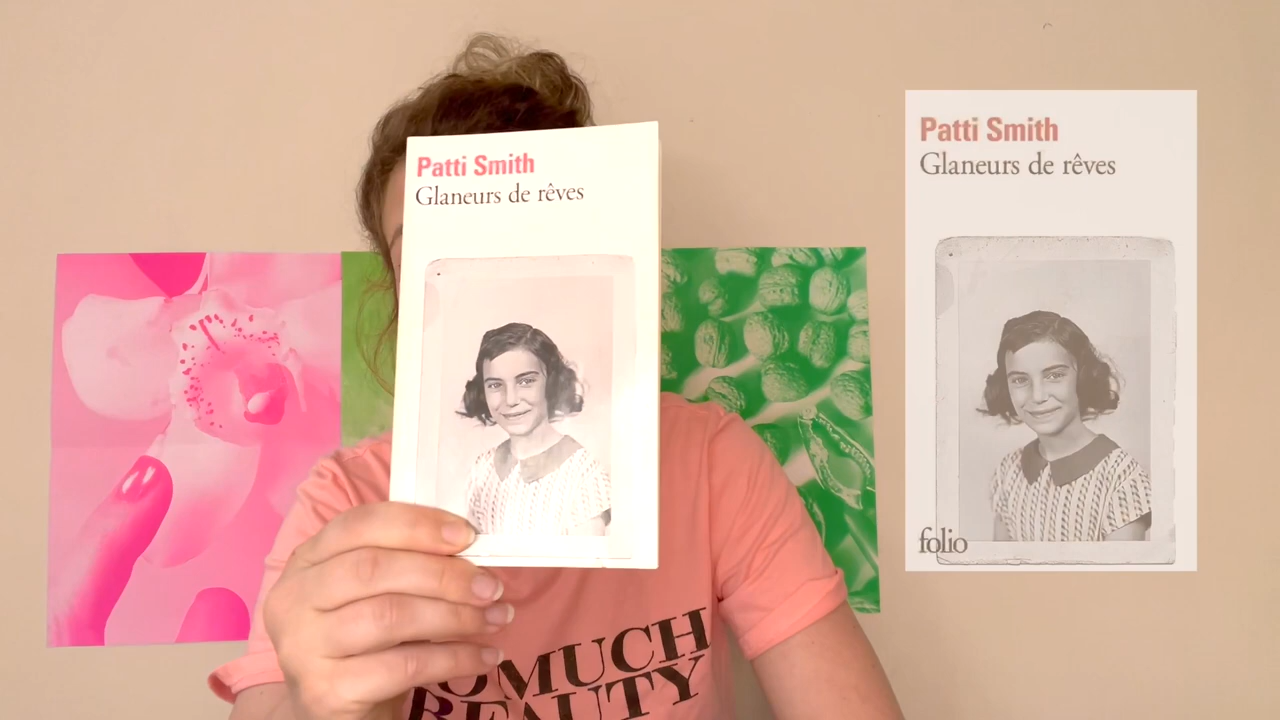 Patti Smith
Glaneurs de rêves
MUCH
BEAUTY
Patti Smith
Glaneurs de rêves
folio